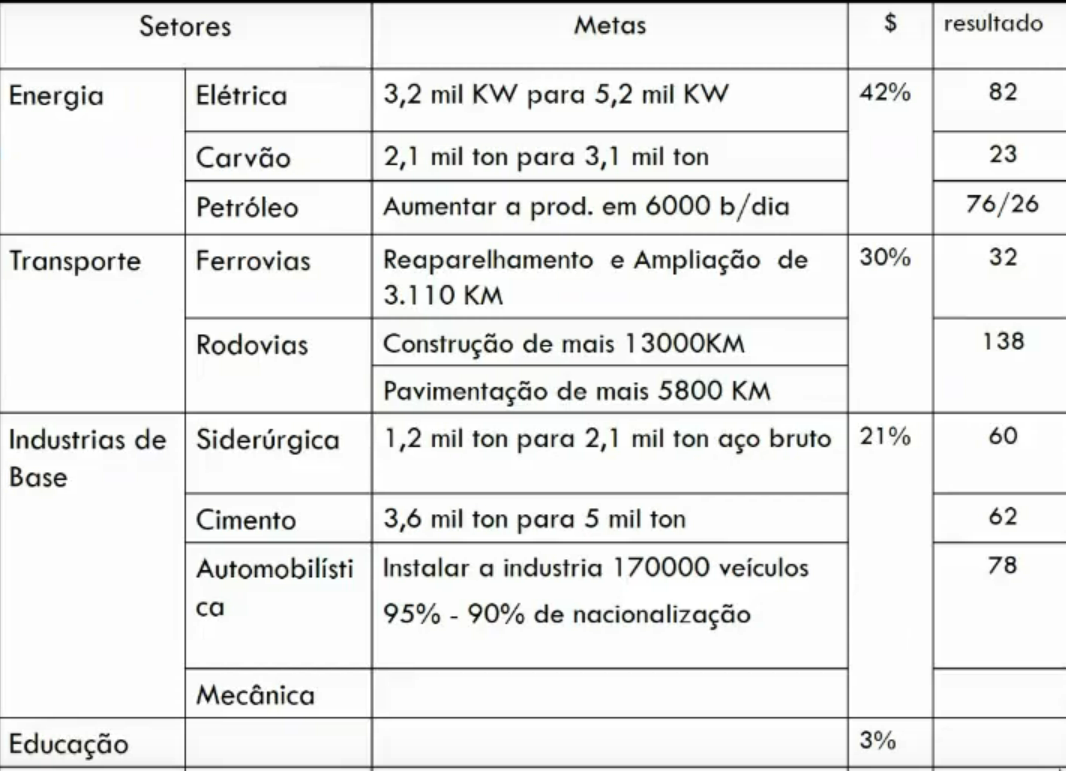 Setores Metas $ resultado
Energia Elétrica 3,2 mil KW para 5,2 mil KW 42% 82
Carvão 2,1 mil ton para 3,1 mil ton 23
Petróleo Aumentar a prod. em 6000 b/dia 76/26
Transporte Ferrovias Reaparelhamento e Ampliação de 30% 32
3.110 KM
Rodovias Construção de mais 13000KM 138
Pavimentação de mais 5800 KM
Industrias de Siderúrgica 1,2 mil ton para 2,1 mil ton aço bruto 21% 60
Base
Cimento 3,6 mil ton para 5 mil ton 62
Automobilísti Instalar a industria 170000 veículos 78
ca 95% - 90% de nacionalização
Mecânica
Educação 3%